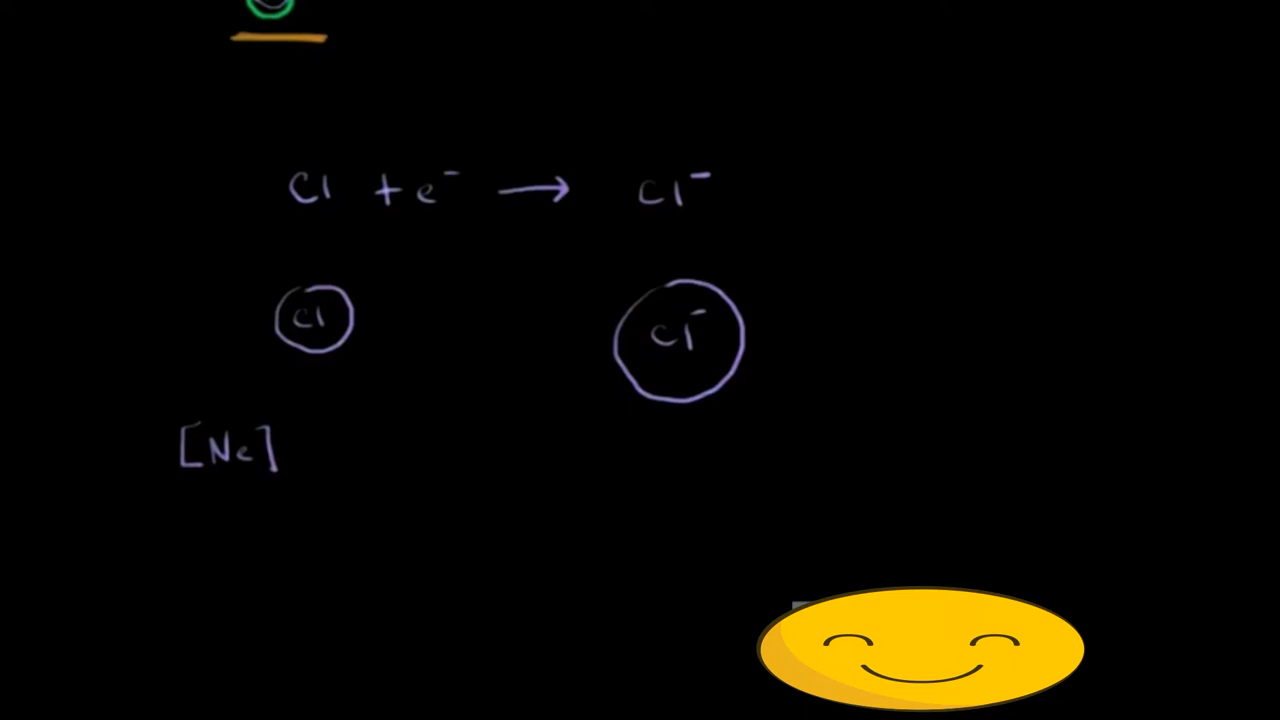 Cl + e⁻ → Cl⁻
Cl Cl⁻
[Ne]